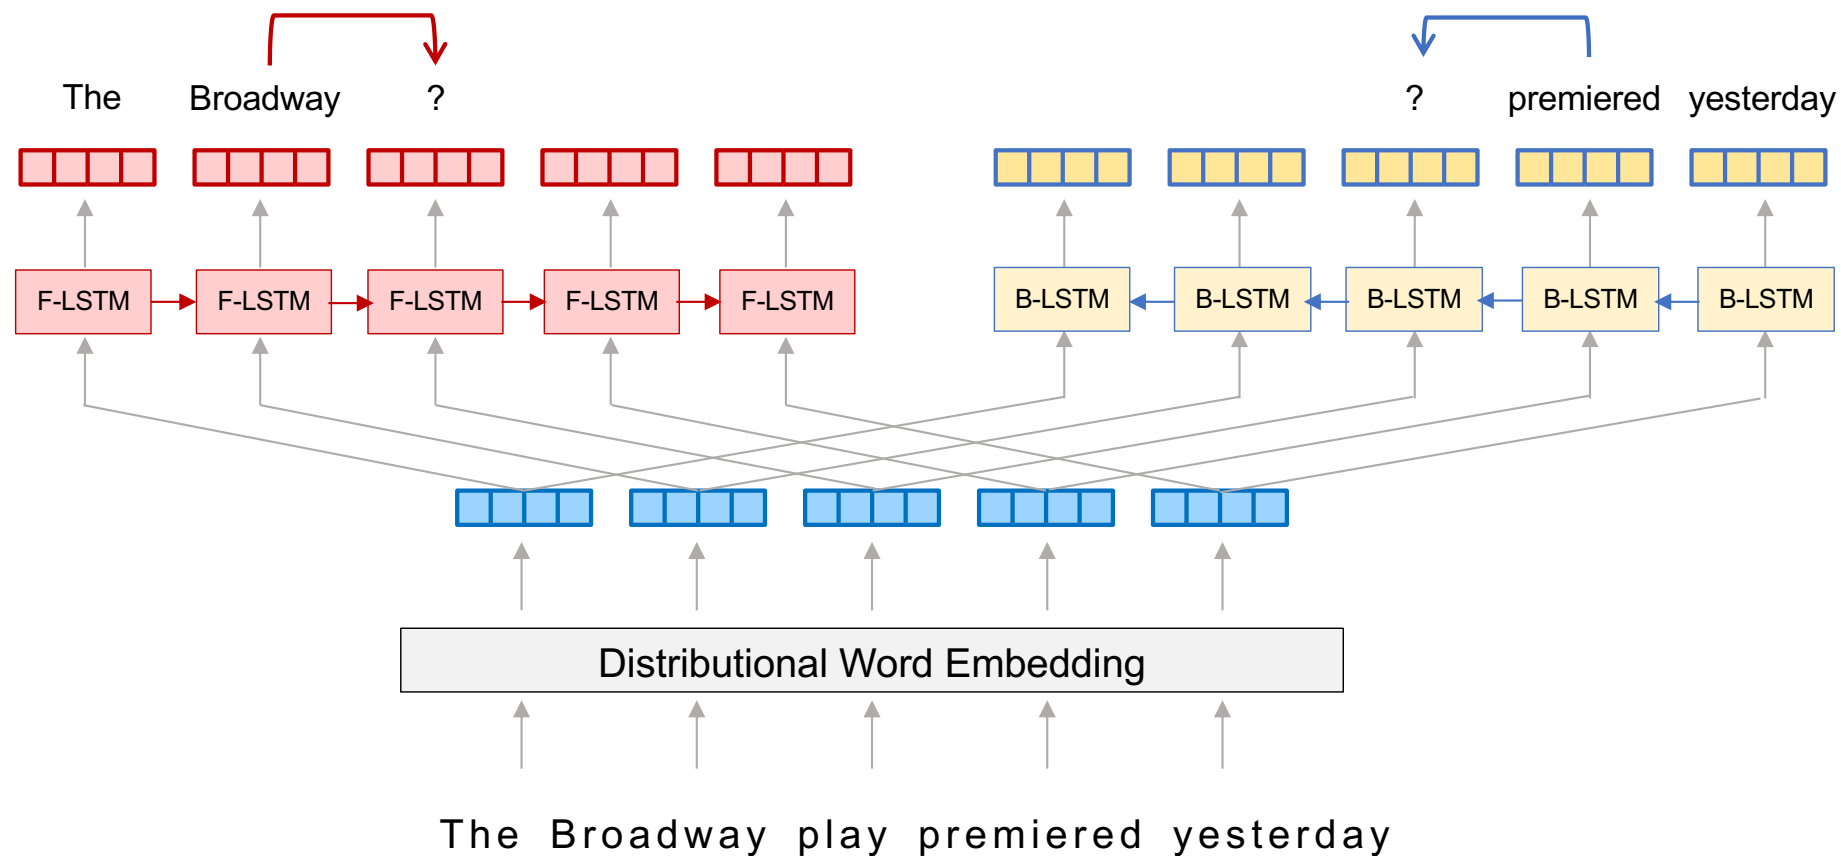 The Broadway ? ? premiered yesterday
F-LSTM F-LSTM F-LSTM F-LSTM F-LSTM B-LSTM B-LSTM B-LSTM B-LSTM B-LSTM
Distributional Word Embedding
The Broadway play premiered yesterday